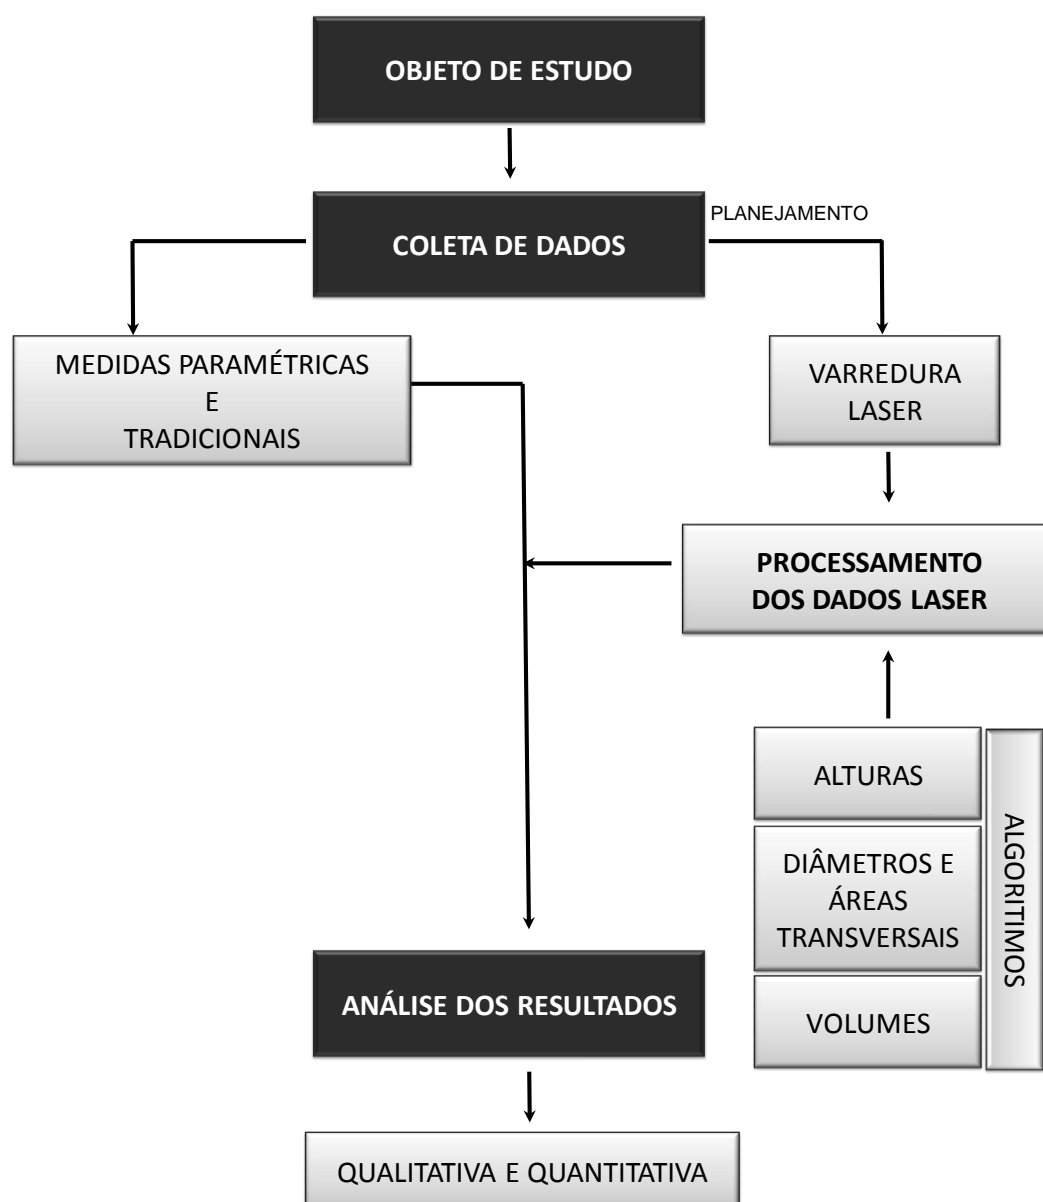 OBJETO DE ESTUDO
COLETA DE DADOS
PLANEJAMENTO
MEDIDAS PARAMÉTRICAS
E
TRADICIONAIS
VARREDURA
LASER
PROCESSAMENTO
DOS DADOS LASER
ALTURAS
DIÂMETROS E
ÁREAS
TRANSVERSAIS
VOLUMES
ALGORITIMOS
ANÁLISE DOS RESULTADOS
QUALITATIVA E QUANTITATIVA